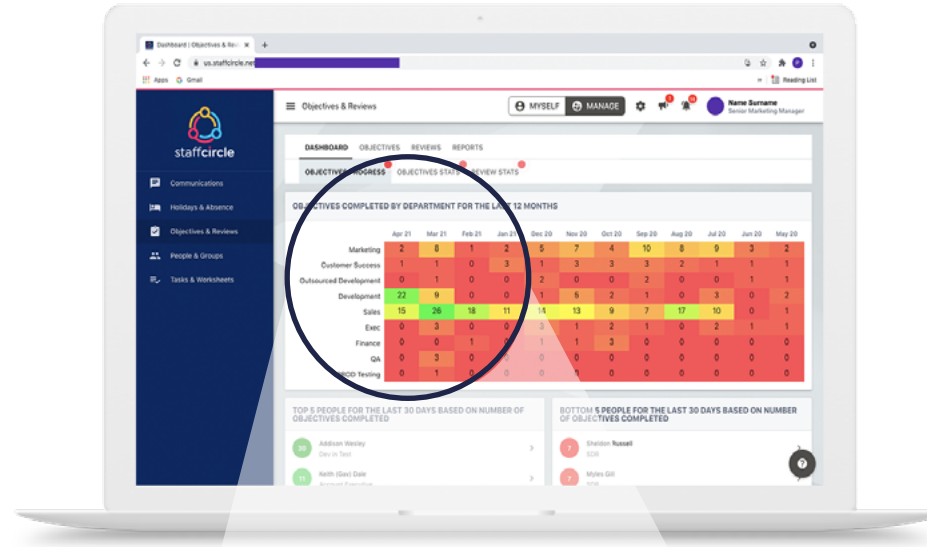 Dashboard | Objectives & Rev
us.staffcircle.net
Apps Gmail Reading List
staffcircle
Communications
Holidays & Absence
Objectives & Reviews
People & Groups
Tasks & Worksheets
Objectives & Reviews MYSELF MANAGE Name Surname
Senior Marketing Manager
DASHBOARD OBJECTIVES REVIEWS REPORTS
OBJECTIVES PROGRESS OBJECTIVES STATS REVIEW STATS
OBJECTIVES COMPLETED BY DEPARTMENT FOR THE LAST 12 MONTHS
Apr 21 Mar 21 Feb 21 Jan 21 Dec 20 Nov 20 Oct 20 Sep 20 Aug 20 Jul 20 Jun 20 May 20
Marketing 2 8 1 2 5 7 4 10 8 9 3 2
Customer Success 1 1 0 3 1 3 3 3 2 1 1 1
Outsourced Development 0 1 0 0 2 0 0 2 0 0 1 1
Development 22 9 0 0 1 5 2 1 0 3 0 2
Sales 15 26 18 11 14 13 9 7 17 10 0 1
Exec 0 3 0 0 3 1 2 1 0 2 1 1
Finance 0 0 1 0 1 1 3 0 0 0 0 0
QA 0 3 0 0 0 0 0 0 0 0 0 0
PROD Testing 0 1 0 0 0 0 0 0 0 0 0 0
TOP 5 PEOPLE FOR THE LAST 30 DAYS BASED ON NUMBER OF
OBJECTIVES COMPLETED
Addison Wesley
Dev in Test
Keith (Gav) Dale
Account Executive
BOTTOM 5 PEOPLE FOR THE LAST 30 DAYS BASED ON NUMBER
OF OBJECTIVES COMPLETED
7 Sheldon Russell
SDR
7 Myles Gill
SDR